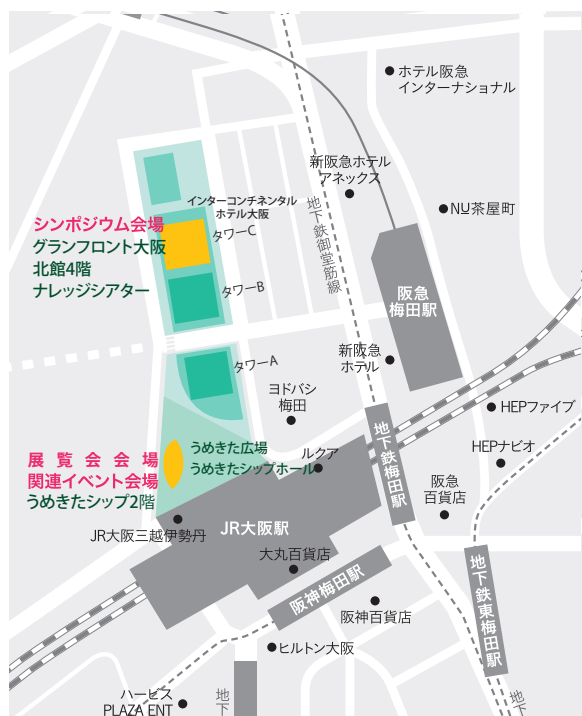 ホテル阪急
インターナショナル
新阪急ホテル
アネックス
インターコンチネンタル
ホテル大阪
NU茶屋町
シンポジウム会場
グランフロント大阪
北館4階
ナレッジシアター
タワーC
地下鉄御堂筋線
タワーB
阪急
梅田駅
新阪急
ホテル
タワーA
ヨドバシ
梅田
HEPファイブ
地下鉄梅田駅
HEPナビオ
うめきた広場
うめきたシップホール
ルクア
展覧会会場
関連イベント会場
うめきたシップ2階
阪急
百貨店
JR大阪三越伊勢丹
JR大阪駅
大丸百貨店
地下鉄東梅田駅
阪神梅田駅
阪神百貨店
ヒルトン大阪
ハービス
PLAZA ENT
地下
地下